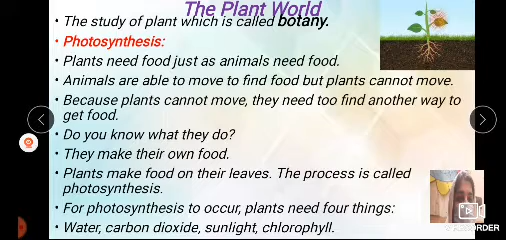 The Plant World
• The study of plant which is called botany.
• Photosynthesis:
• Plants need food just as animals need food.
• Animals are able to move to find food but plants cannot move.
• Because plants cannot move, they need too find another way to
get food.
• Do you know what they do?
• They make their own food.
• Plants make food on their leaves. The process is called
photosynthesis.
• For photosynthesis to occur, plants need four things:
• Water, carbon dioxide, sunlight, chlorophyll.
RECORDER